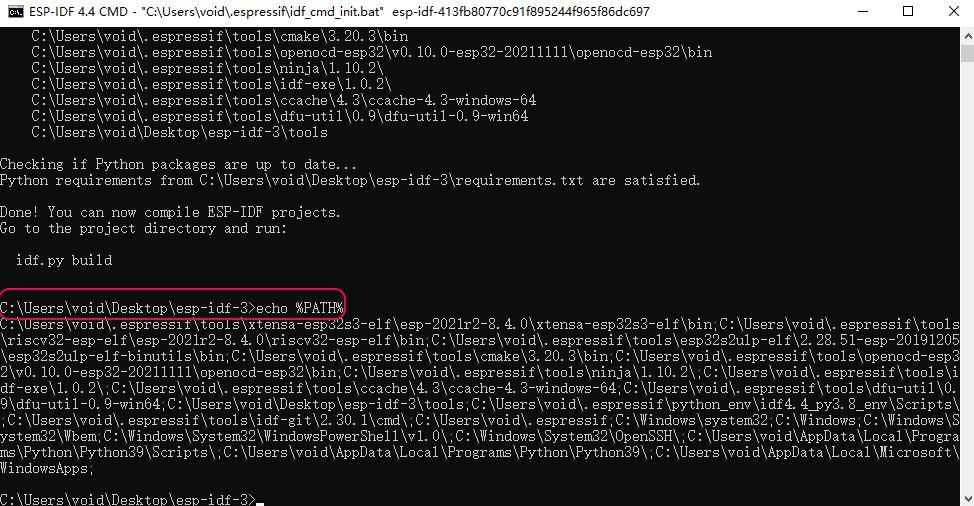 ESP-IDF 4.4 CMD - "C:\Users\void\.espressif\idf_cmd_init.bat" esp-idf-413fb80770c91f895244f965f86dc697
C:\Users\void\.espressif\tools\cmake\3.20.3\bin
C:\Users\void\.espressif\tools\openocd-esp32\v0.10.0-esp32-20211111\openocd-esp32\bin
C:\Users\void\.espressif\tools\ninja\1.10.2\
C:\Users\void\.espressif\tools\idf-exe\1.0.2\
C:\Users\void\.espressif\tools\ccache\4.3\ccache-4.3-windows-64
C:\Users\void\.espressif\tools\dfu-util\0.9\dfu-util-0.9-win64
C:\Users\void\Desktop\esp-idf-3\tools
Checking if Python packages are up to date...
Python requirements from C:\Users\void\Desktop\esp-idf-3\requirements.txt are satisfied.
Done! You can now compile ESP-IDF projects.
Go to the project directory and run:
idf.py build
C:\Users\void\Desktop\esp-idf-3>echo %PATH%
C:\Users\void\.espressif\tools\xtensa-esp32s3-elf\esp-2021r2-8.4.0\xtensa-esp32s3-elf\bin;C:\Users\void\.espressif\tools
\riscv32-esp-elf\esp-2021r2-8.4.0\riscv32-esp-elf\bin;C:\Users\void\.espressif\tools\esp32s2ulp-elf\2.28.51-esp-20191205
\esp32s2ulp-elf-binutils\bin;C:\Users\void\.espressif\tools\cmake\3.20.3\bin;C:\Users\void\.espressif\tools\openocd-esp3
2\v0.10.0-esp32-20211111\openocd-esp32\bin;C:\Users\void\.espressif\tools\ninja\1.10.2\;C:\Users\void\.espressif\tools\i
df-exe\1.0.2\;C:\Users\void\.espressif\tools\ccache\4.3\ccache-4.3-windows-64;C:\Users\void\.espressif\tools\dfu-util\0.
9\dfu-util-0.9-win64;C:\Users\void\Desktop\esp-idf-3\tools;C:\Users\void\.espressif\python_env\idf4.4_py3.8_env\Scripts\
;C:\Users\void\.espressif\tools\idf-git\2.30.1\cmd\;C:\Users\void\.espressif;C:\Windows\system32;C:\Windows;C:\Windows\S
ystem32\Wbem;C:\Windows\System32\WindowsPowerShell\v1.0\;C:\Windows\System32\OpenSSH\;C:\Users\void\AppData\Local\Progra
ms\Python\Python39\Scripts\;C:\Users\void\AppData\Local\Programs\Python\Python39\;C:\Users\void\AppData\Local\Microsoft\
WindowsApps;
C:\Users\void\Desktop\esp-idf-3>